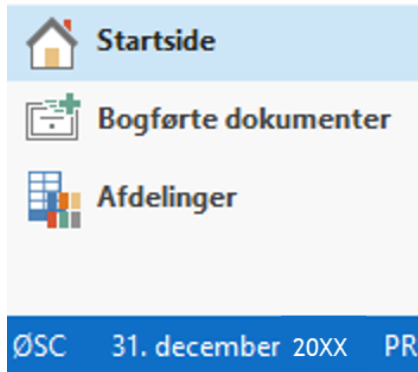 Startside
Bogførte dokumenter
Afdelinger
ØSC 31. december 20XX PR